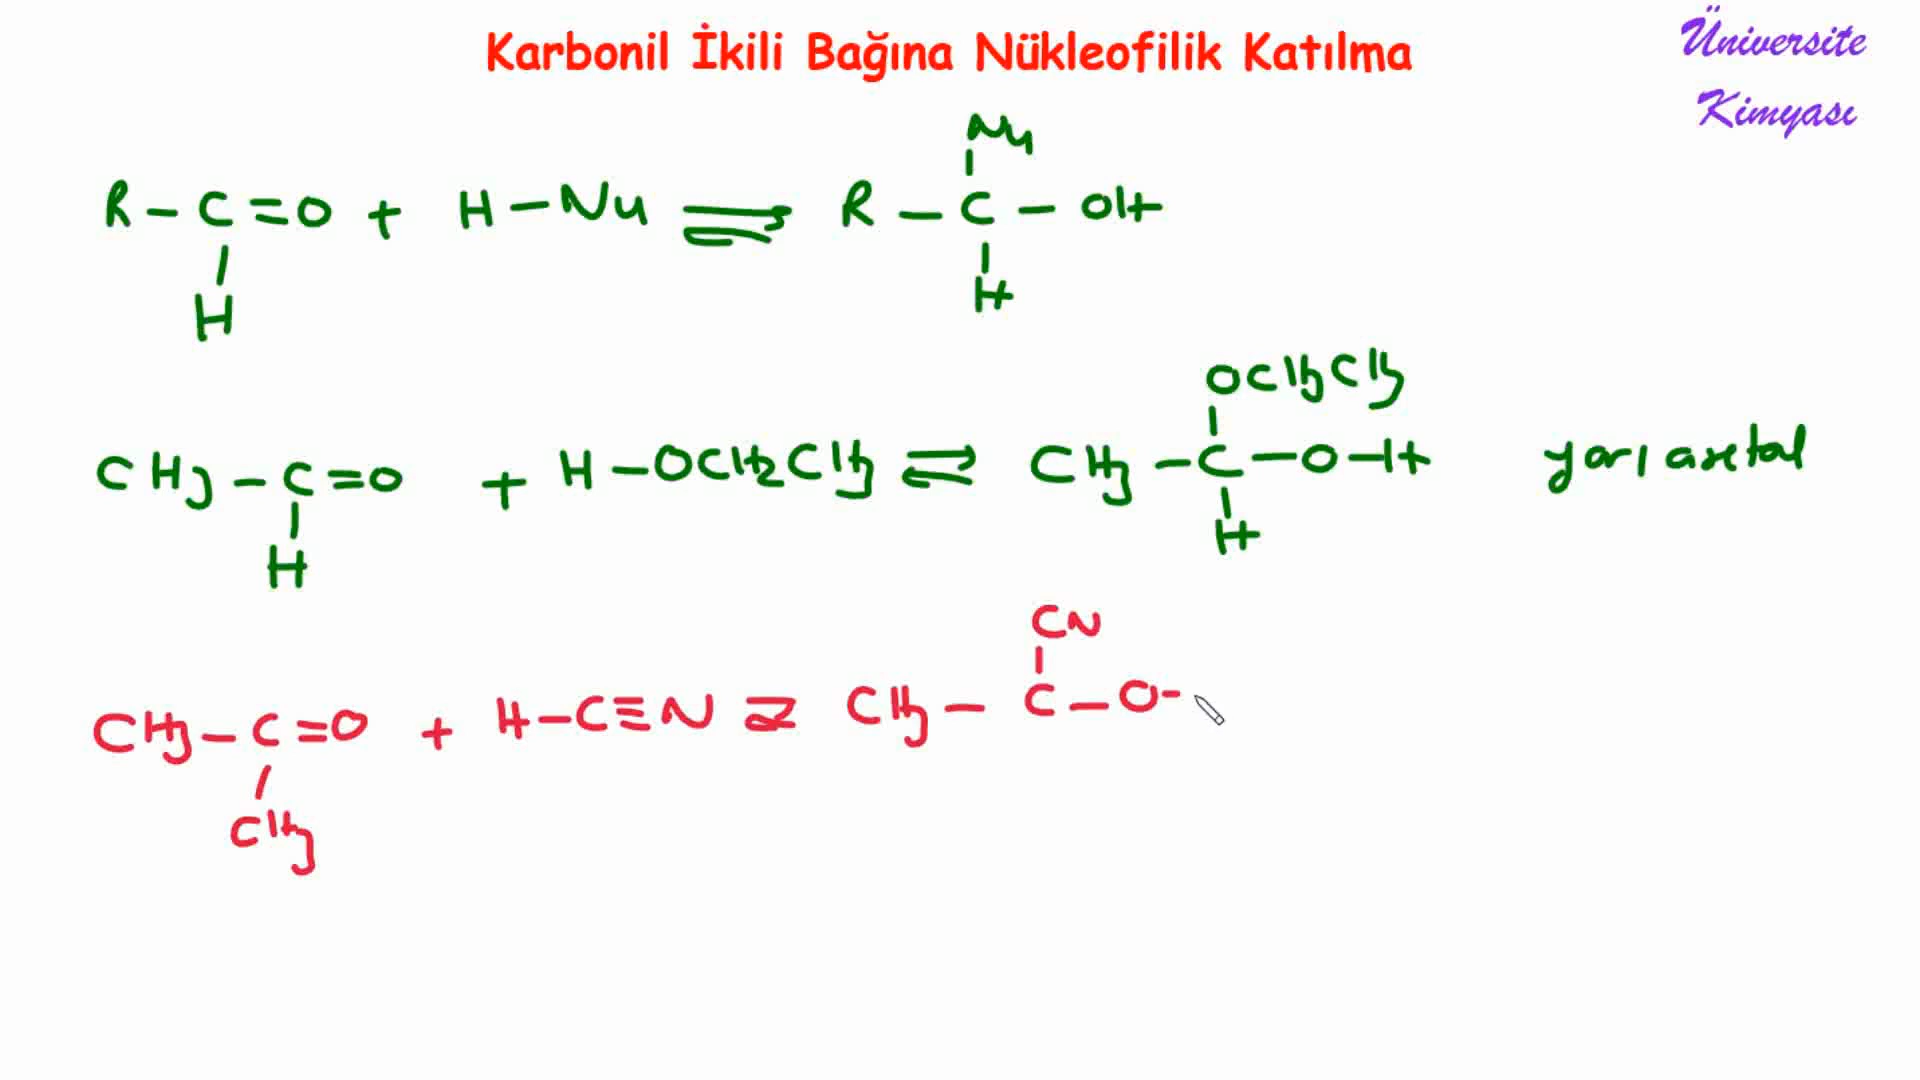 Karbonil İkili Bağına Nükleofilik Katılma
Üniversite
Kimyası
Nu
R-C=O + H-Nu ⇌ R-C-OH
H
H
OCH2CH3
CH3-C=O + H-OCH2CH3 ⇌ CH3-C-O-H yarı asetal
H
H
CN
CH3-C=O + H-C≡N ⇌ CH3-C-O-
CH3